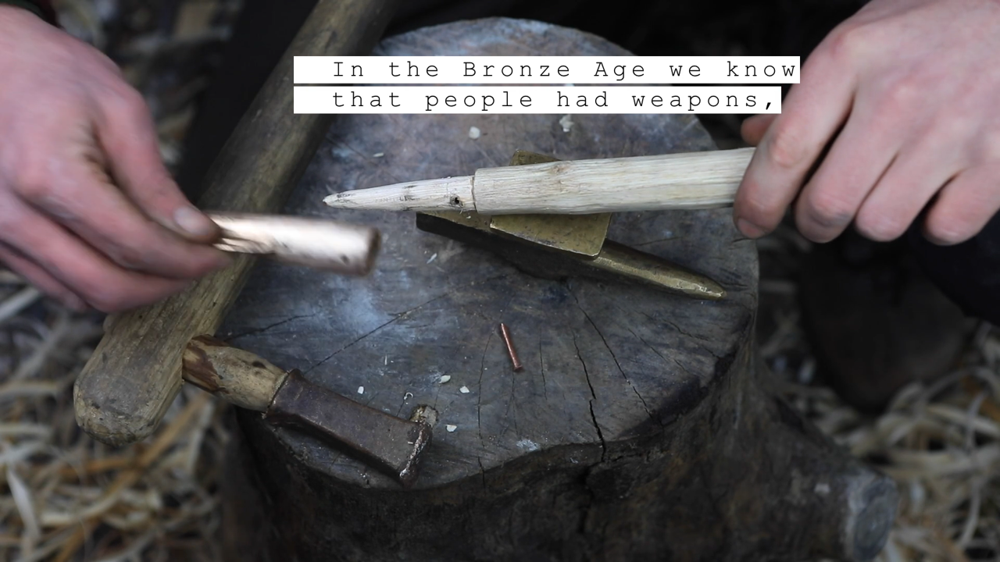 In the Bronze Age we know
that people had weapons,